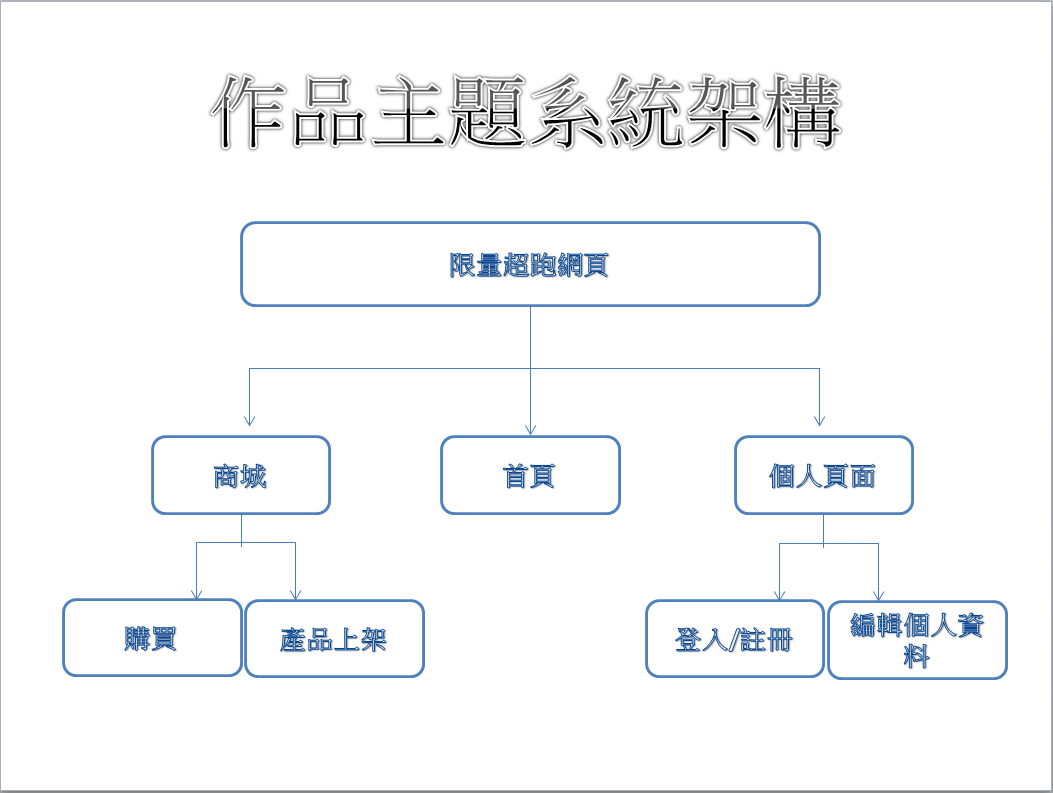 作品主題系統架構
限量超跑網頁
商城
首頁
個人頁面
購買
產品上架
登入/註冊
編輯個人資
料